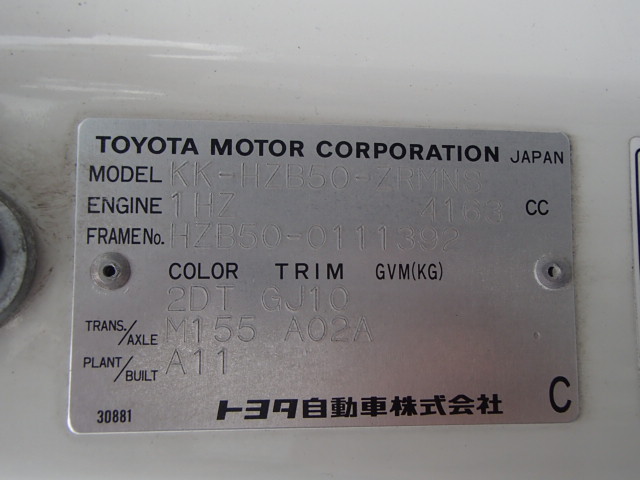 TOYOTA MOTOR CORPORATION JAPAN
MODEL KK-HZB50-ZRMNS
ENGINE 1HZ 4163 CC
FRAME No. HZB50-0111392
COLOR TRIM GVM(KG)
2DT GJ10
TRANS./AXLE M155 A02A
PLANT/BUILT A11
30881 トヨタ自動車株式会社 C